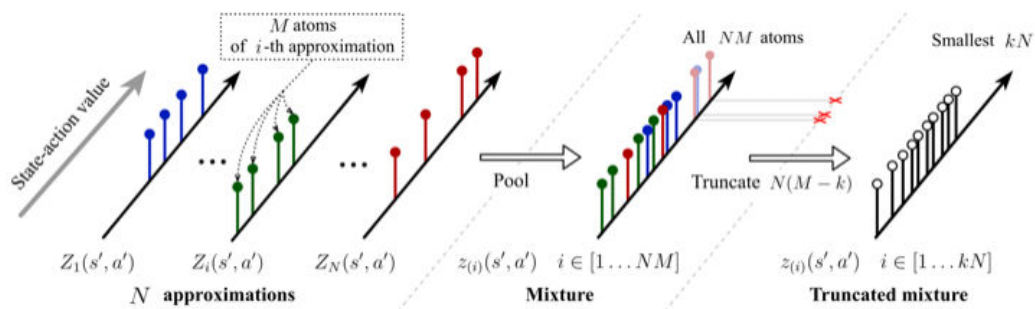 M atoms
of i-th approximation
All NM atoms
Smallest kN
State-action value
...
...
Pool
Truncate N(M − k)
Z₁(s′, a′)
Zᵢ(s′, a′)
Z_N(s′, a′)
z₍ᵢ₎(s′, a′) i ∈ [1 … NM]
z₍ᵢ₎(s′, a′) i ∈ [1 … kN]
N approximations
Mixture
Truncated mixture